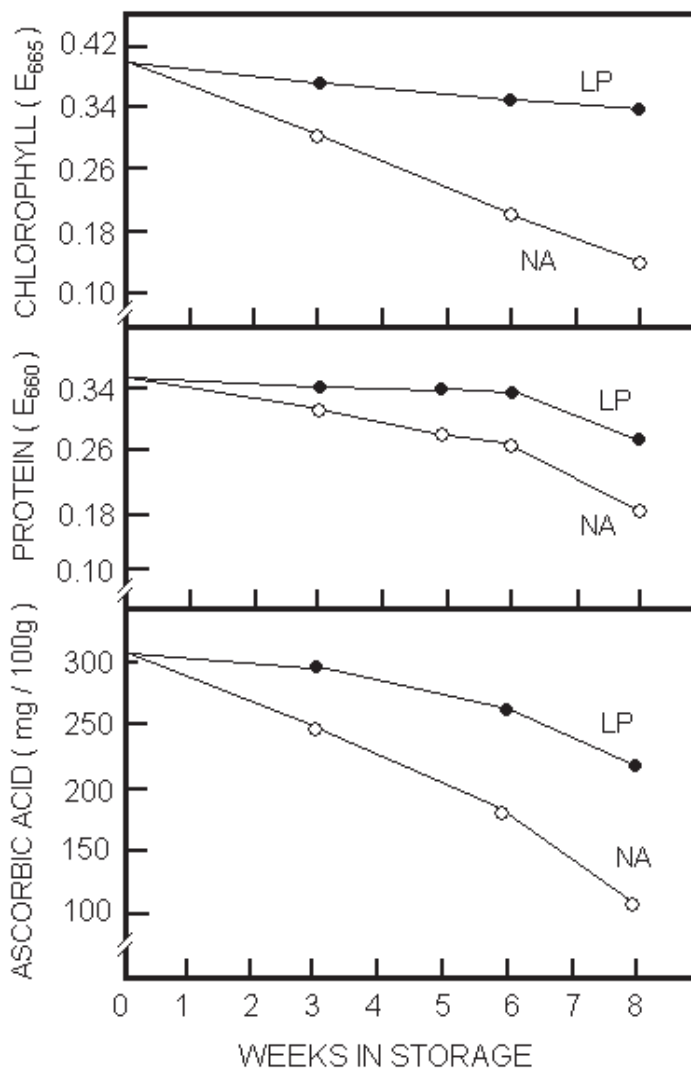 CHLOROPHYLL ( E665)
0.42
0.34
0.26
0.18
0.10
LP
NA
PROTEIN ( E660)
0.34
0.26
0.18
0.10
LP
NA
ASCORBIC ACID ( mg / 100g)
300
250
200
150
100
LP
NA
0 1 2 3 4 5 6 7 8
WEEKS IN STORAGE